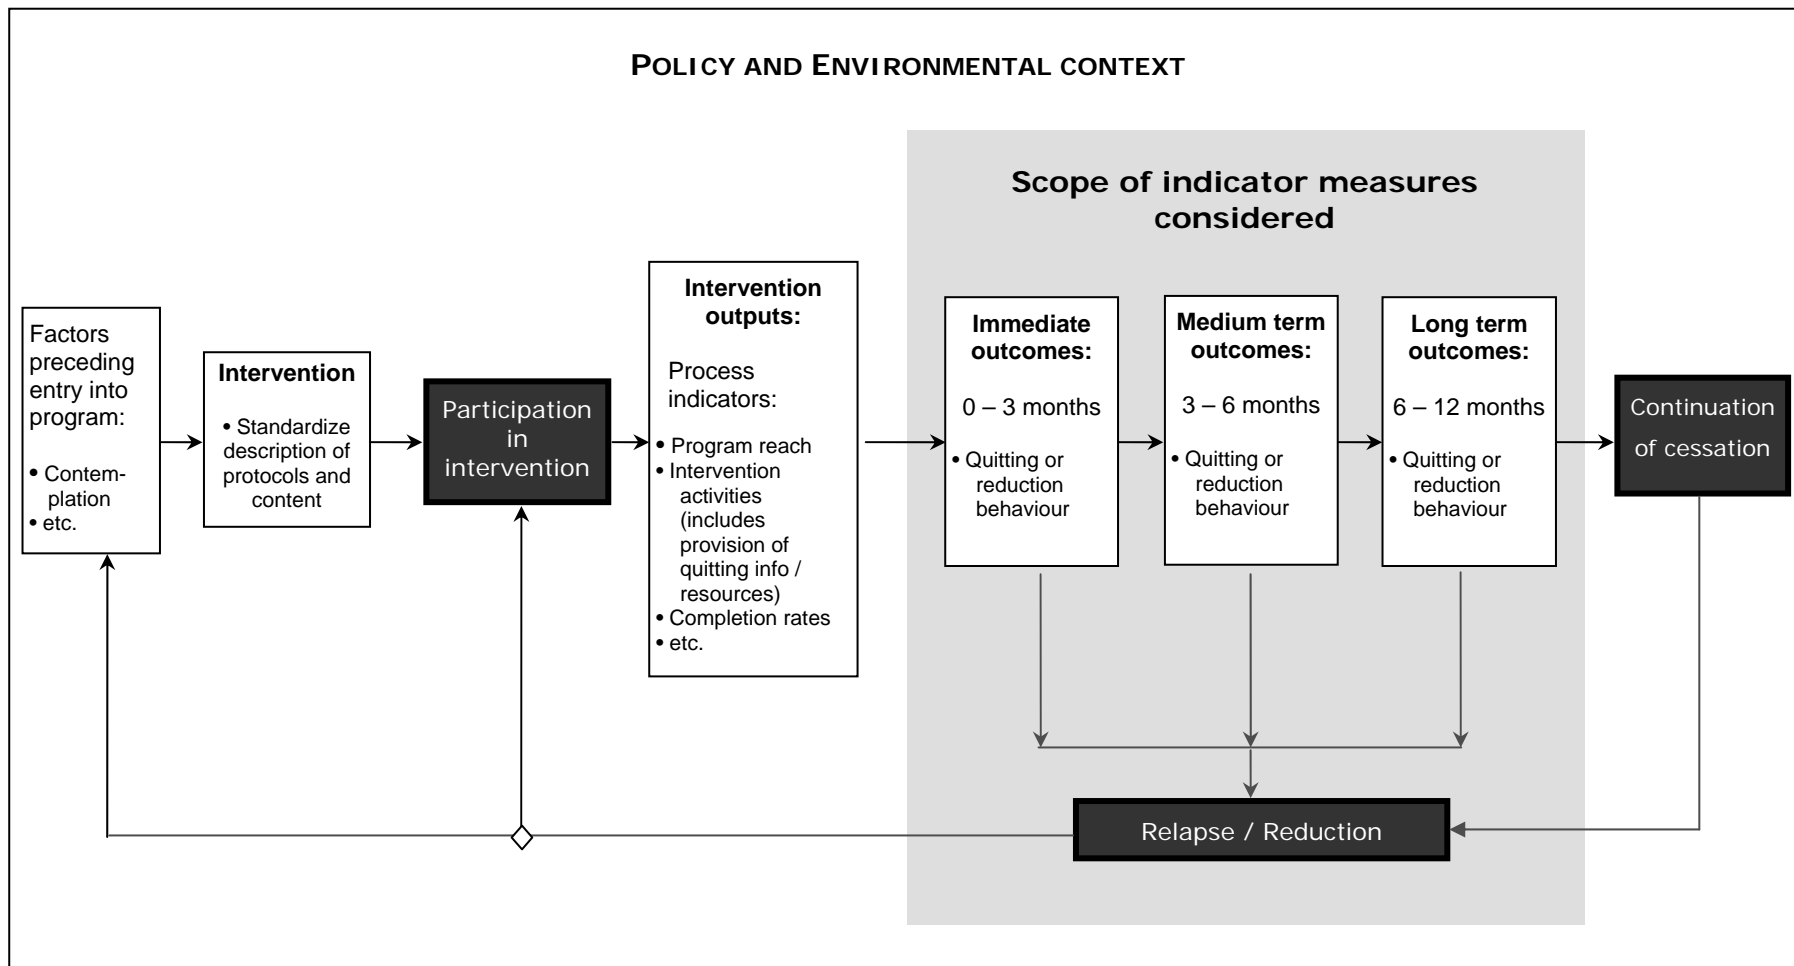 POLICY AND ENVIRONMENTAL CONTEXT
Scope of indicator measures
considered
Factors
preceding
entry into
program:
• Contem-
plation
• etc.
Intervention
• Standardize
description of
protocols and
content
Participation
in
intervention
Intervention
outputs:
Process
indicators:
• Program reach
• Intervention
activities
(includes
provision of
quitting info /
resources)
• Completion rates
• etc.
Immediate
outcomes:
0 – 3 months
• Quitting or
reduction
behaviour
Medium term
outcomes:
3 – 6 months
• Quitting or
reduction
behaviour
Long term
outcomes:
6 – 12 months
• Quitting or
reduction
behaviour
Continuation
of cessation
Relapse / Reduction